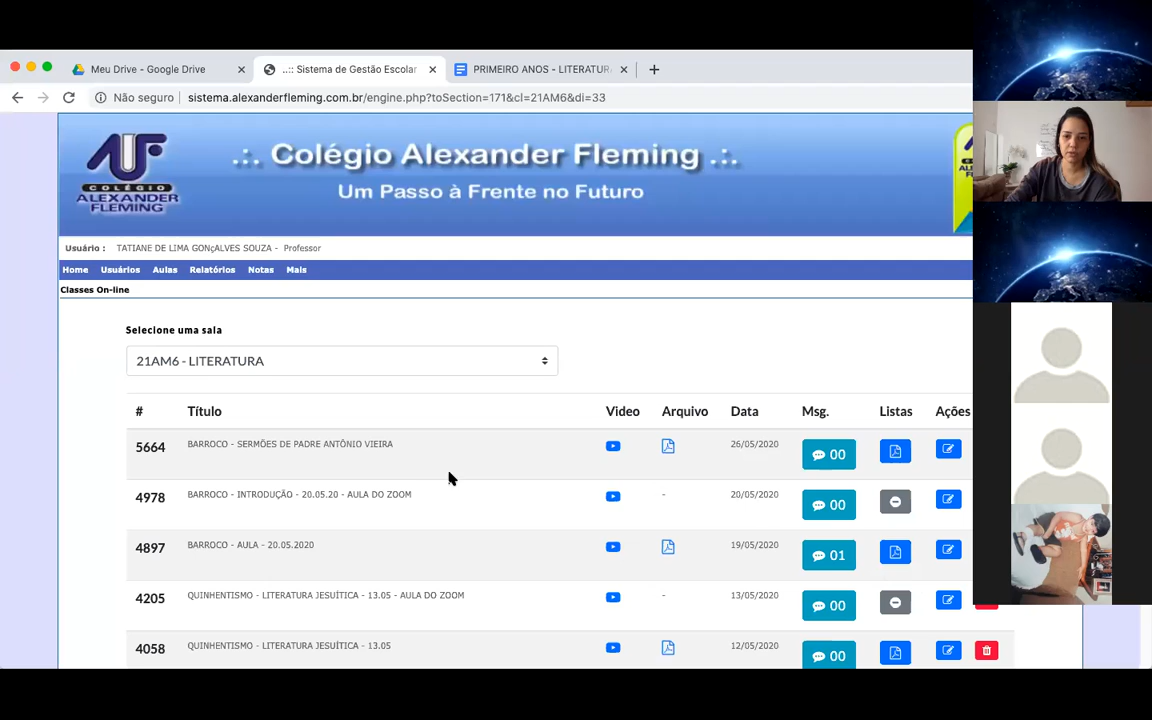 Meu Drive - Google Drive
..:: Sistema de Gestão Escolar
PRIMEIRO ANOS - LITERATUR
Não seguro
sistema.alexanderfleming.com.br/engine.php?toSection=171&cl=21AM6&di=33
COLÉGIO
ALEXANDER
FLEMING
.:. Colégio Alexander Fleming .:.
Um Passo à Frente no Futuro
Usuário : TATIANE DE LIMA GONçALVES SOUZA - Professor
Home Usuários Aulas Relatórios Notas Mais
Classes On-line
Selecione uma sala
21AM6 - LITERATURA
# Título Video Arquivo Data Msg. Listas Ações
5664 BARROCO - SERMÕES DE PADRE ANTÔNIO VIEIRA 26/05/2020 00
4978 BARROCO - INTRODUÇÃO - 20.05.20 - AULA DO ZOOM - 20/05/2020 00
4897 BARROCO - AULA - 20.05.2020 19/05/2020 01
4205 QUINHENTISMO - LITERATURA JESUÍTICA - 13.05 - AULA DO ZOOM - 13/05/2020 00
4058 QUINHENTISMO - LITERATURA JESUÍTICA - 13.05 12/05/2020 00